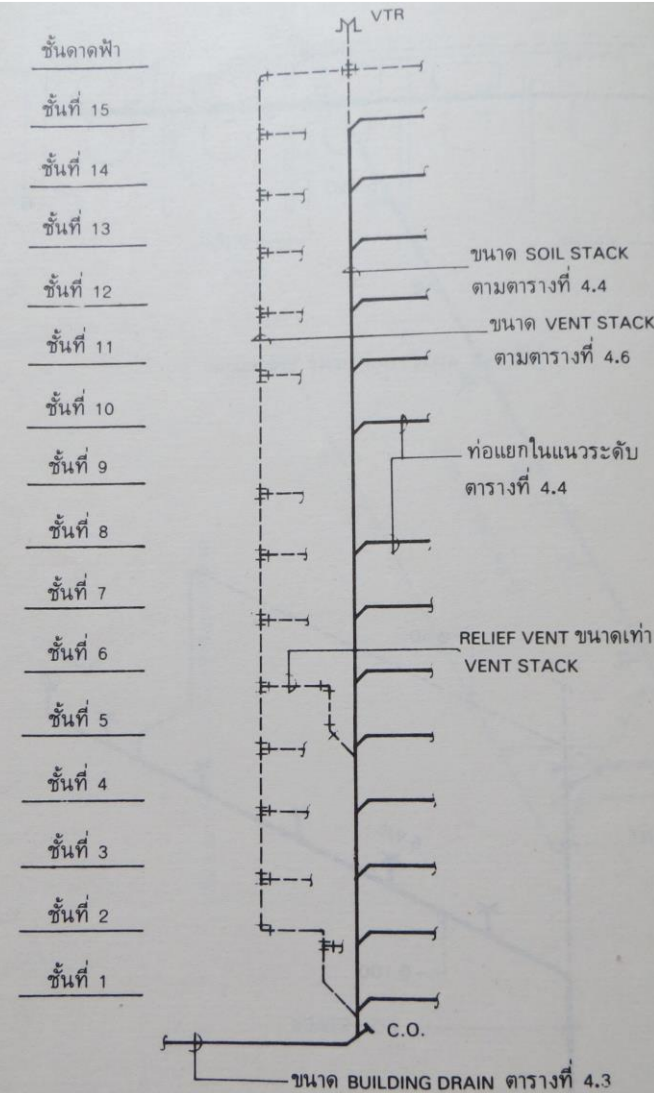 VTR
ชั้นดาดฟ้า
ชั้นที่ 15
ชั้นที่ 14
ชั้นที่ 13
ขนาด SOIL STACK
ตามตารางที่ 4.4
ชั้นที่ 12
ขนาด VENT STACK
ตามตารางที่ 4.6
ชั้นที่ 11
ชั้นที่ 10
ท่อแยกในแนวระดับ
ตารางที่ 4.4
ชั้นที่ 9
ชั้นที่ 8
ชั้นที่ 7
RELIEF VENT ขนาดเท่า
VENT STACK
ชั้นที่ 6
ชั้นที่ 5
ชั้นที่ 4
ชั้นที่ 3
ชั้นที่ 2
ชั้นที่ 1
C.O.
ขนาด BUILDING DRAIN ตารางที่ 4.3